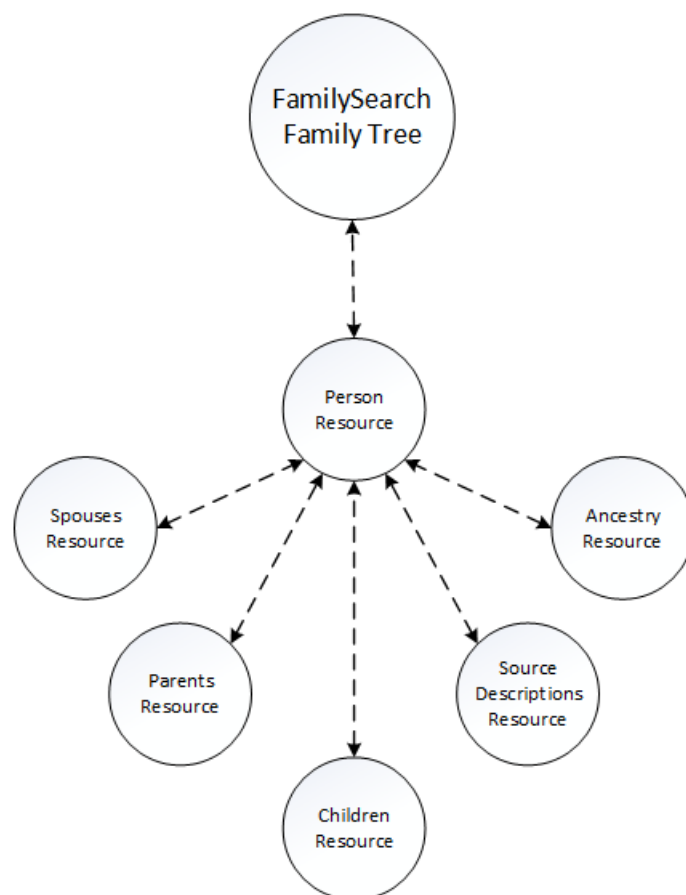 FamilySearch
Family Tree
Person
Resource
Spouses
Resource
Ancestry
Resource
Parents
Resource
Source
Descriptions
Resource
Children
Resource